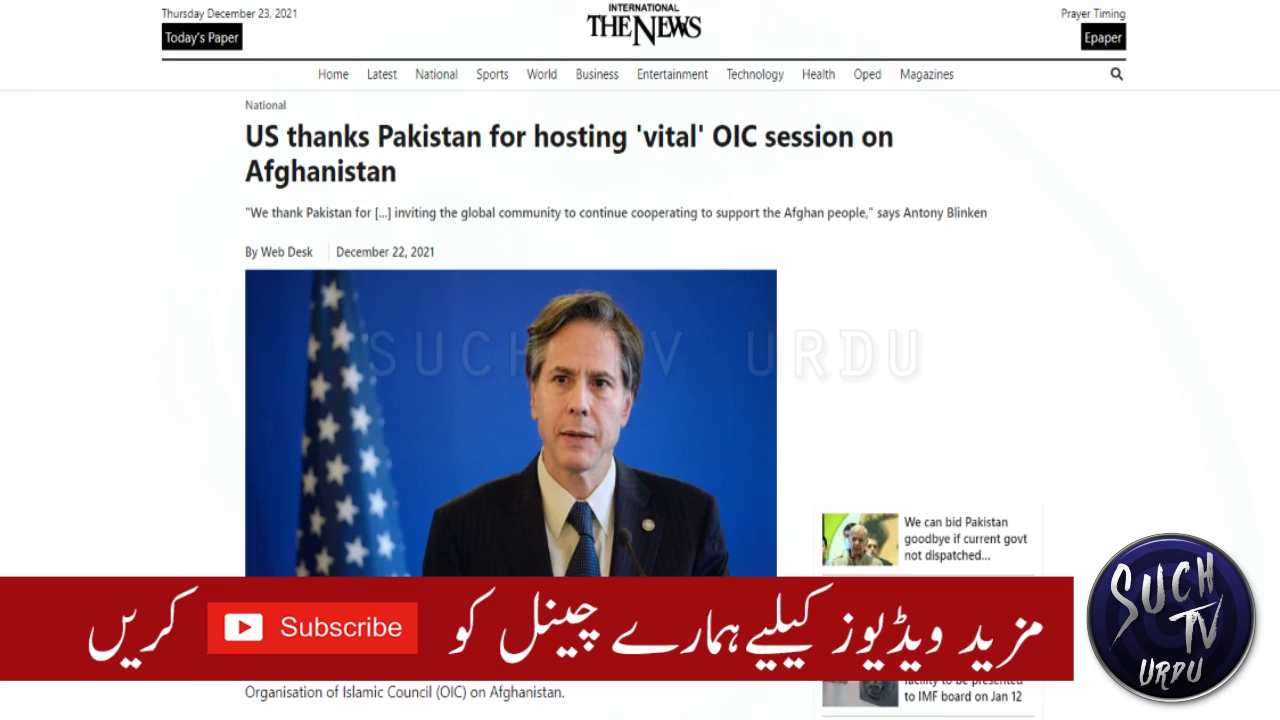 Thursday December 23, 2021
INTERNATIONAL
THE NEWS
Prayer Timing
Today's Paper
Epaper
Home Latest National Sports World Business Entertainment Technology Health Oped Magazines
National
US thanks Pakistan for hosting 'vital' OIC session on
Afghanistan
"We thank Pakistan for [...] inviting the global community to continue cooperating to support the Afghan people," says Antony Blinken
By Web Desk December 22, 2021
SUCH TV URDU
We can bid Pakistan
goodbye if current govt
not dispatched...
مزید ویڈیوز کیلیے ہمارے چینل کو Subscribe کریں
SUCH
TV
URDU
facility to be presented
to IMF board on Jan 12
Organisation of Islamic Council (OIC) on Afghanistan.